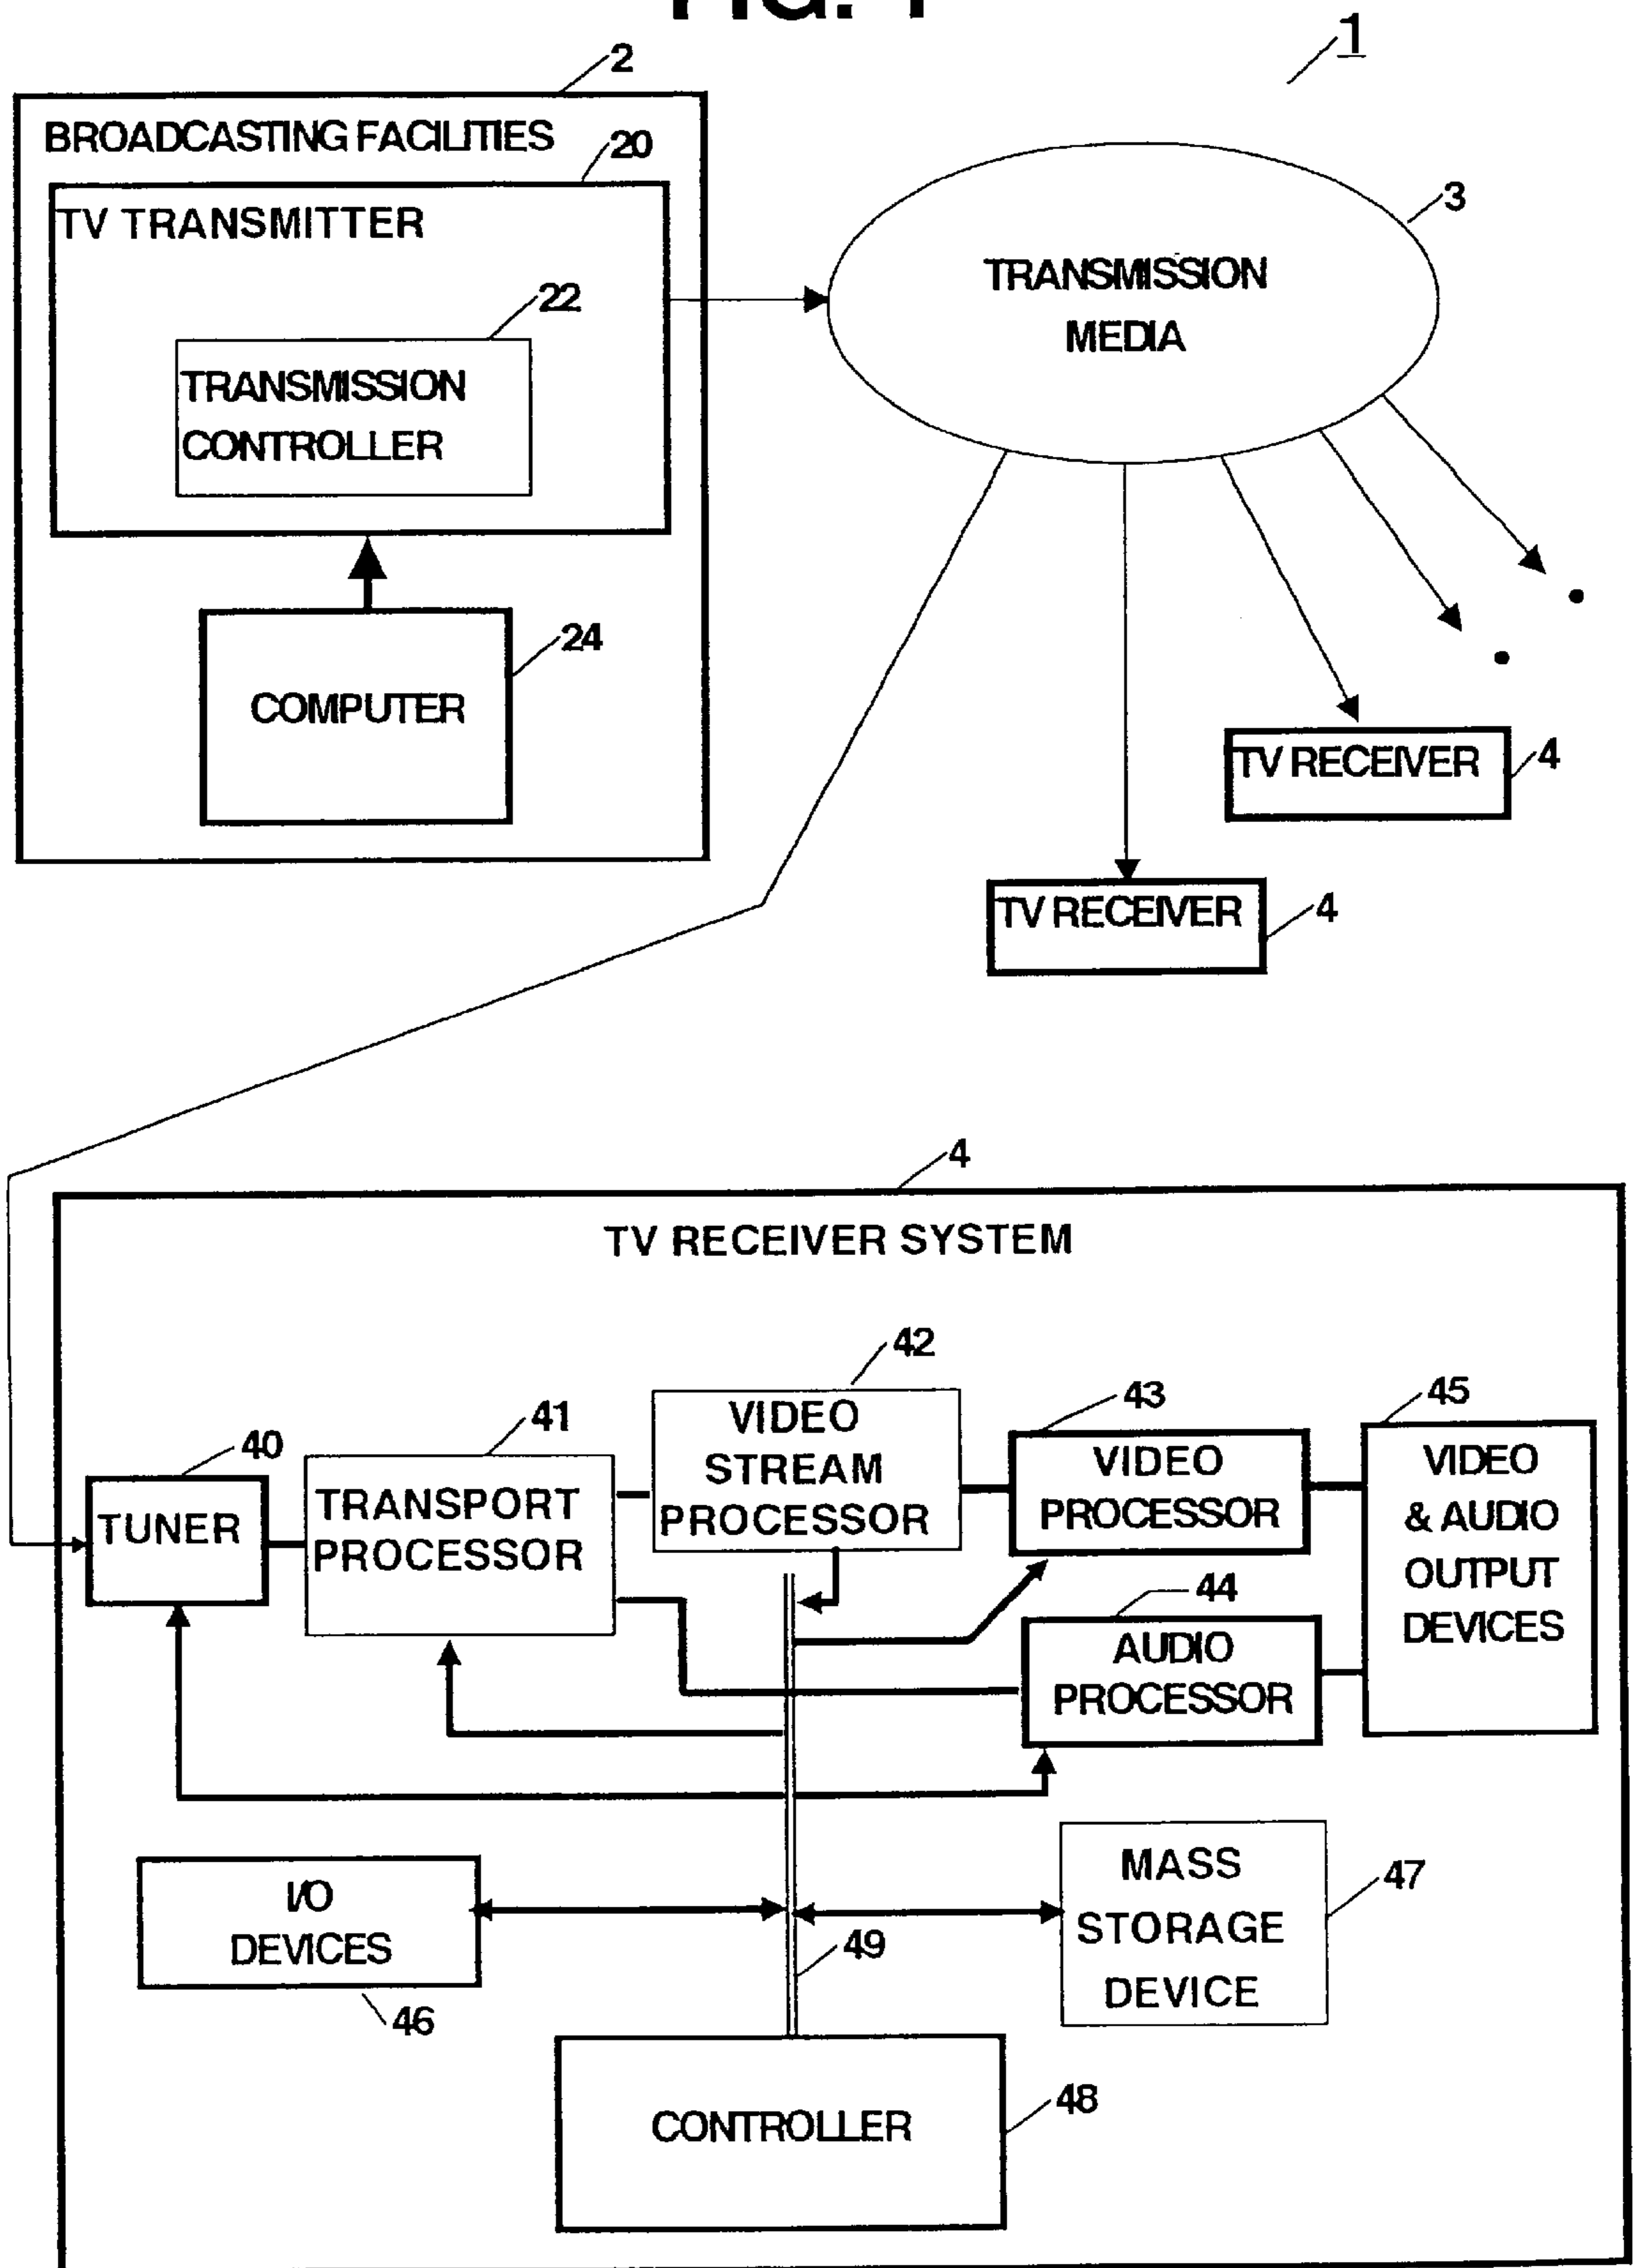 FIG. 1
1
2
BROADCASTING FACILITIES
20
TV TRANSMITTER
22
TRANSMISSION
CONTROLLER
24
COMPUTER
3
TRANSMISSION
MEDIA
TV RECEIVER
4
TV RECEIVER
4
4
TV RECEIVER SYSTEM
40
TUNER
41
TRANSPORT
PROCESSOR
42
VIDEO
STREAM
PROCESSOR
43
VIDEO
PROCESSOR
44
AUDIO
PROCESSOR
45
VIDEO
& AUDIO
OUTPUT
DEVICES
I/O
DEVICES
46
MASS
STORAGE
DEVICE
47
49
CONTROLLER
48